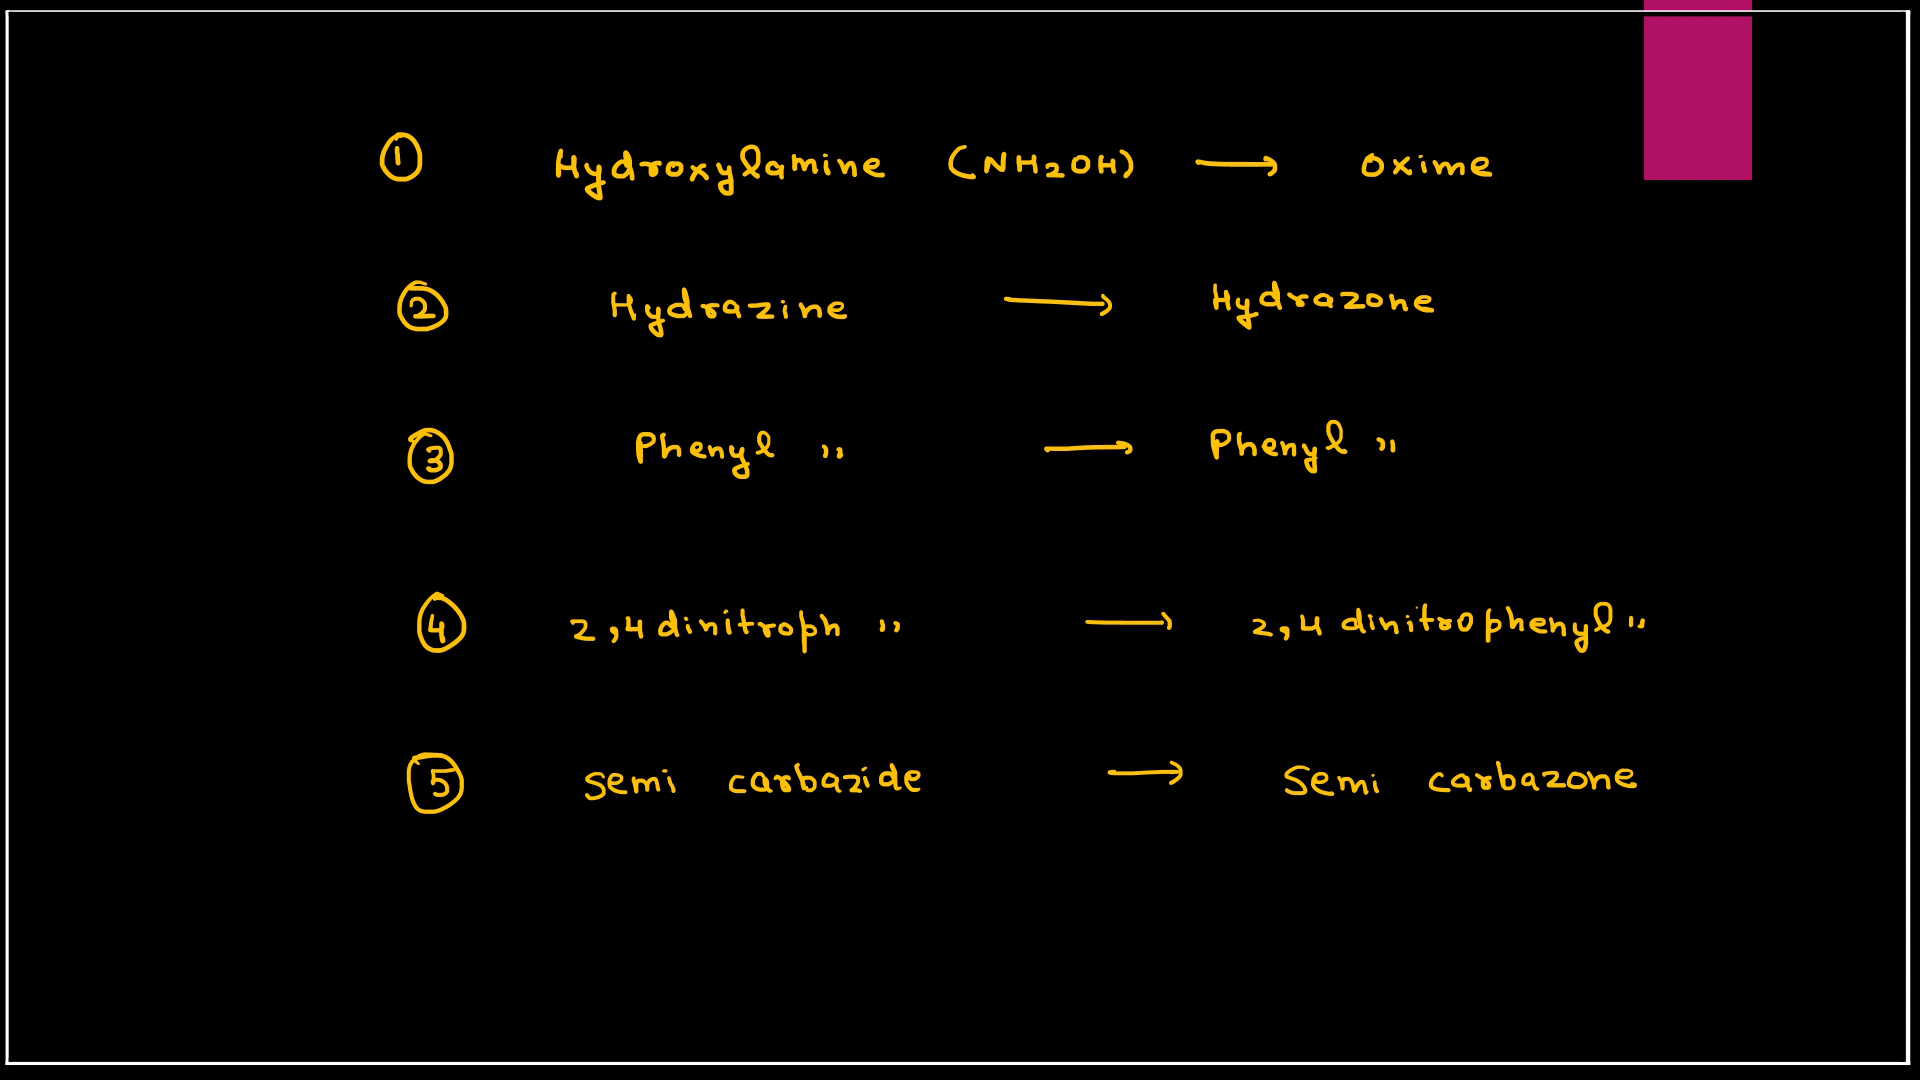 ① Hydroxylamine (NH2OH) ⟶ Oxime
② Hydrazine ⟶ Hydrazone
③ Phenyl " ⟶ Phenyl "
④ 2,4 dinitroph " ⟶ 2,4 dinitrophenyl "
⑤ semi carbazide ⟶ Semi carbazone